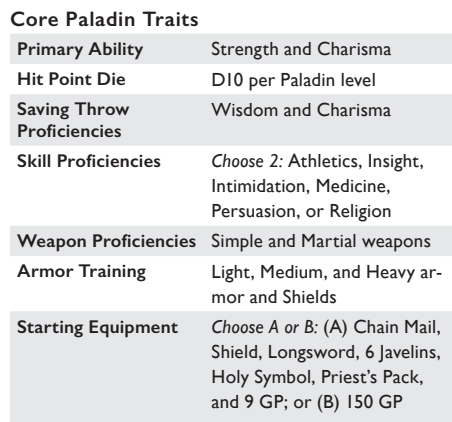 Core Paladin Traits
Primary Ability Strength and Charisma
Hit Point Die D10 per Paladin level
Saving Throw Wisdom and Charisma
Proficiencies
Skill Proficiencies Choose 2: Athletics, Insight,
Intimidation, Medicine,
Persuasion, or Religion
Weapon Proficiencies Simple and Martial weapons
Armor Training Light, Medium, and Heavy ar-
mor and Shields
Starting Equipment Choose A or B: (A) Chain Mail,
Shield, Longsword, 6 Javelins,
Holy Symbol, Priest's Pack,
and 9 GP; or (B) 150 GP